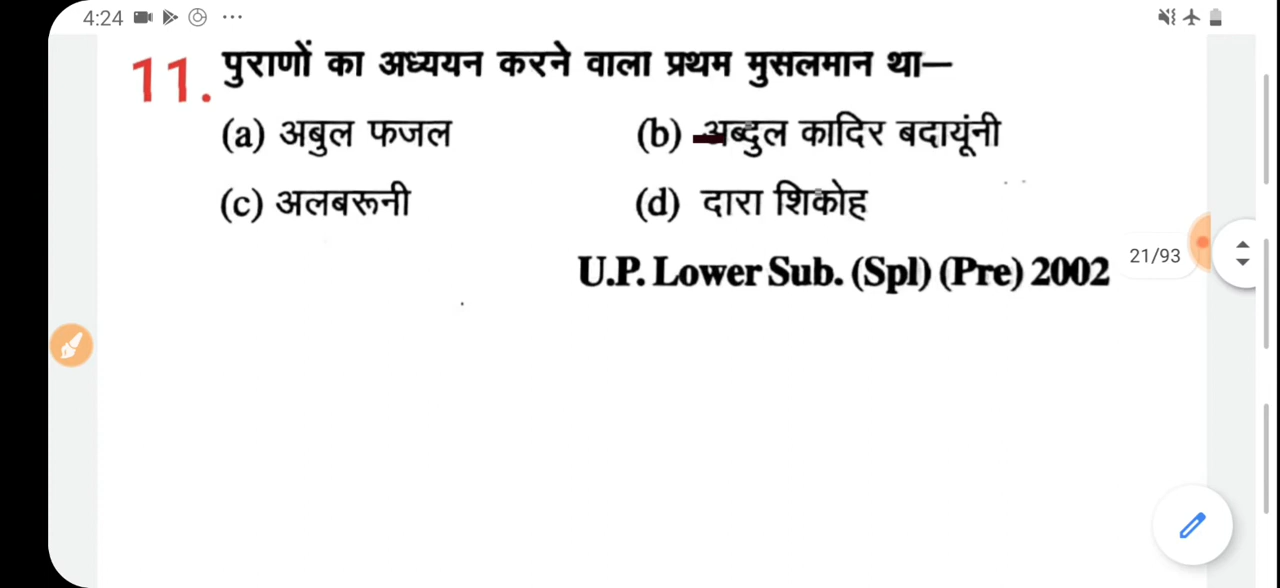 4:24
11. पुराणों का अध्ययन करने वाला प्रथम मुसलमान था—
(a) अबुल फजल (b) अब्दुल कादिर बदायूंनी
(c) अलबरूनी (d) दारा शिकोह
U.P. Lower Sub. (Spl) (Pre) 2002
21/93